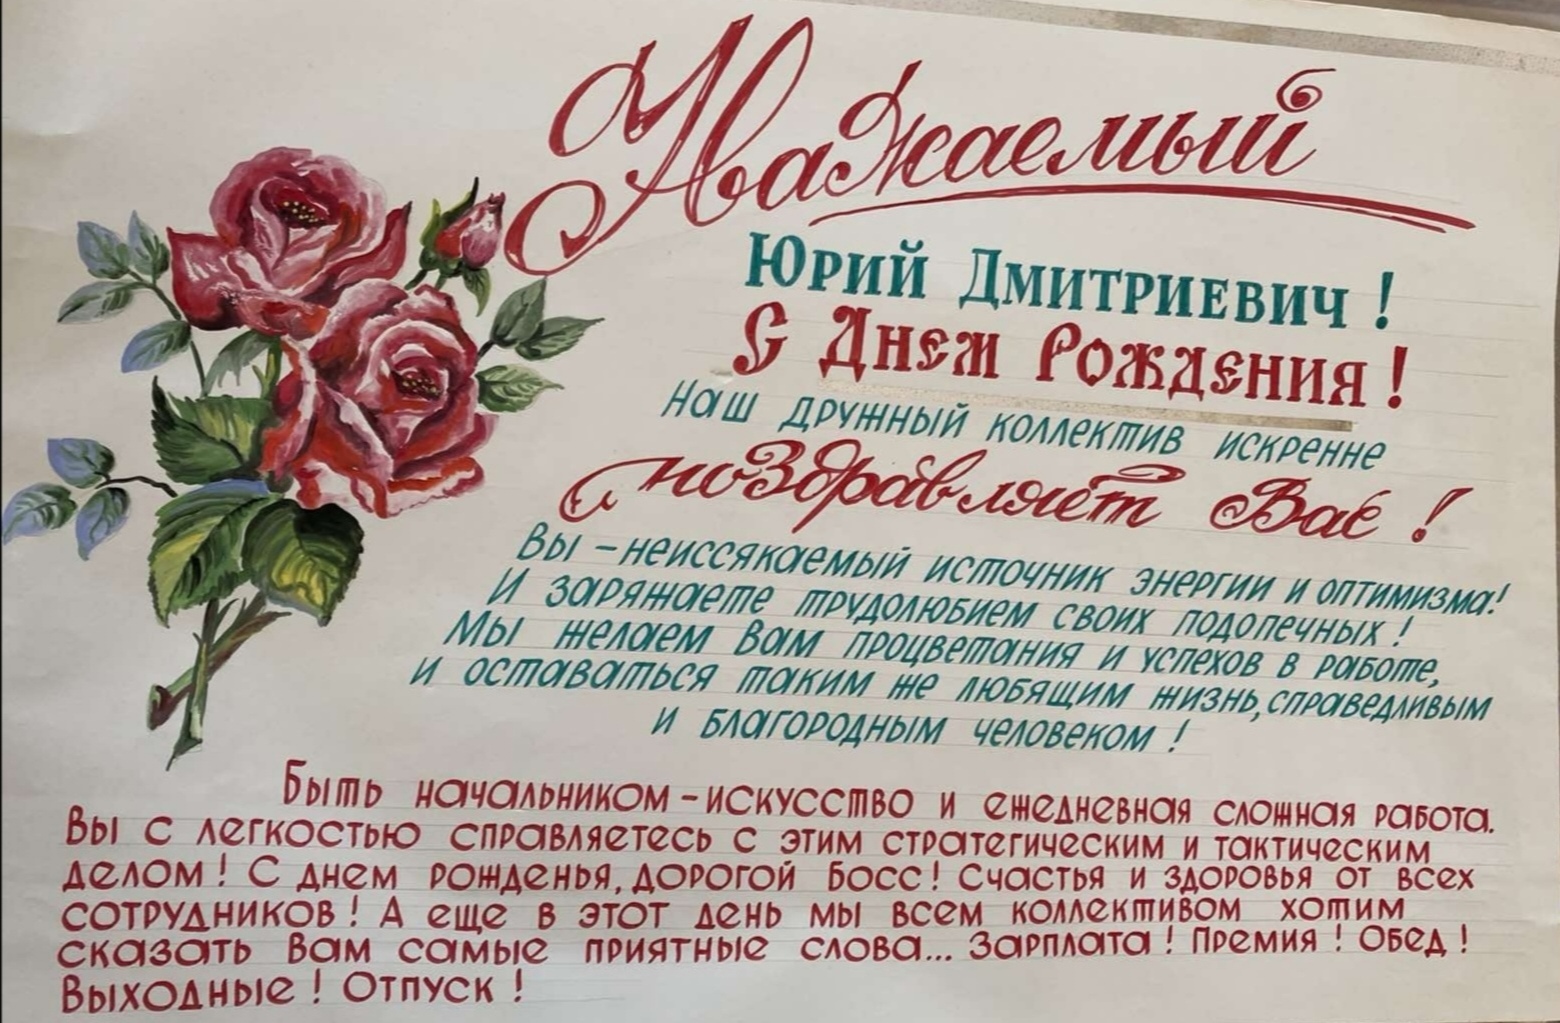 Уважаемый
Юрий Дмитриевич!
С Днем Рождения!
Наш дружный коллектив искренне
поздравляет Вас!
Вы - неиссякаемый источник энергии и оптимизма!
И заряжаете трудолюбием своих подопечных!
Мы желаем Вам процветания и успехов в работе,
и оставаться таким же любящим жизнь, справедливым
и благородным человеком!
Быть начальником - искусство и ежедневная сложная работа.
Вы с легкостью справляетесь с этим стратегическим и тактическим
делом! С днем рожденья, дорогой босс! Счастья и здоровья от всех
сотрудников! А еще в этот день мы всем коллективом хотим
сказать Вам самые приятные слова... Зарплата! Премия! Обед!
Выходные! Отпуск!